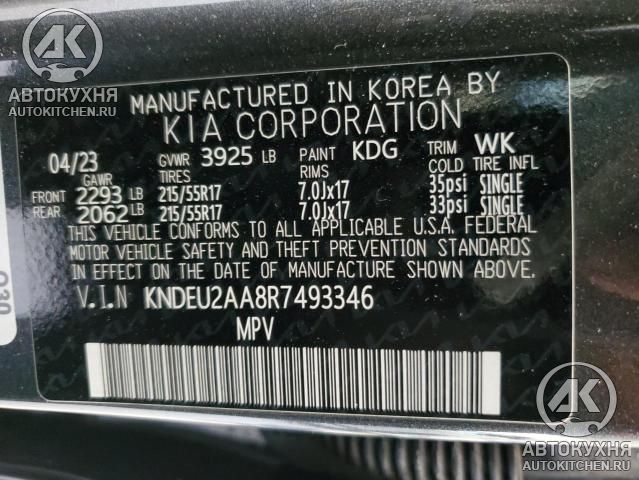 AK
АВТОКУХНЯ
AUTOKITCHEN.RU
MANUFACTURED IN KOREA BY
KIA CORPORATION
04/23 GVWR 3925 LB PAINT KDG TRIM WK
GAWR TIRES RIMS COLD TIRE INFL
FRONT 2293 LB 215/55R17 7.0Jx17 35psi SINGLE
REAR 2062 LB 215/55R17 7.0Jx17 33psi SINGLE
THIS VEHICLE CONFORMS TO ALL APPLICABLE U.S.A. FEDERAL
MOTOR VEHICLE SAFETY AND THEFT PREVENTION STANDARDS
IN EFFECT ON THE DATE OF MANUFACTURE SHOWN ABOVE.
V.I.N KNDEU2AA8R7493346
MPV
030
AK
АВТОКУХНЯ
AUTOKITCHEN.RU